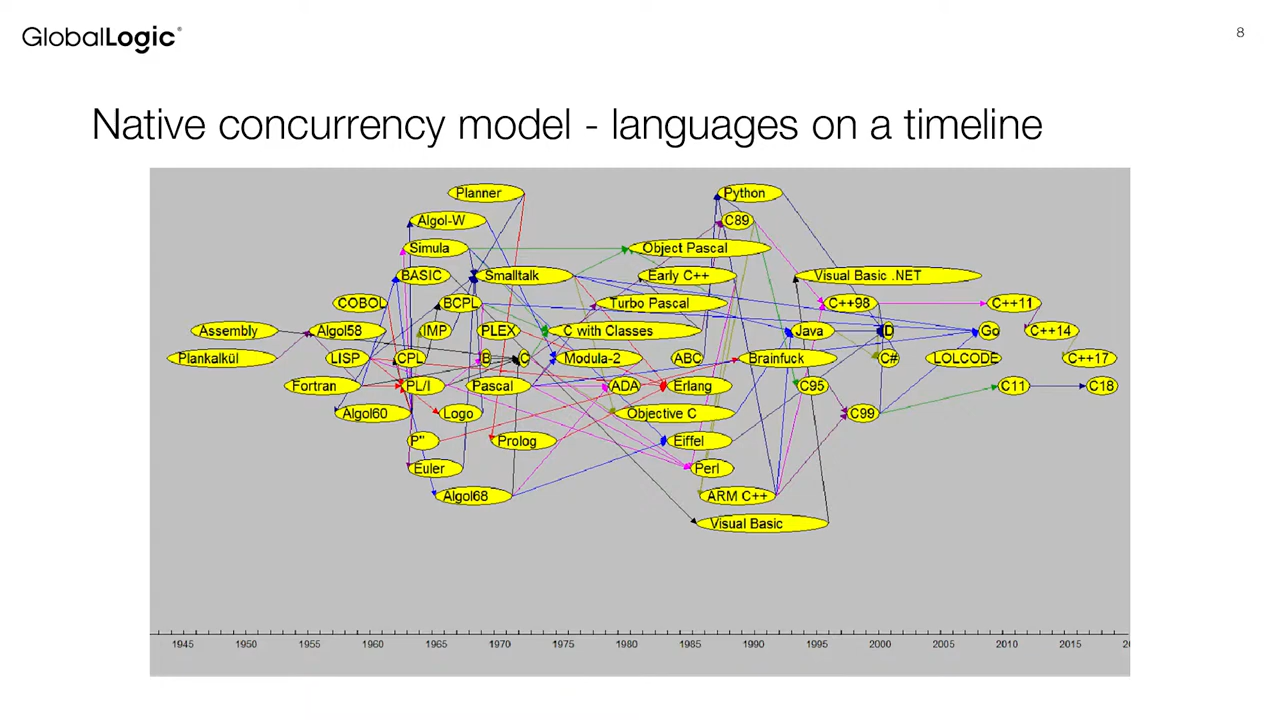 GlobalLogic®
8
Native concurrency model - languages on a timeline
Planner
Python
Algol-W
C89
Simula
Object Pascal
BASIC
Smalltalk
Early C++
Visual Basic .NET
COBOL
BCPL
Turbo Pascal
C++98
C++11
Assembly
Algol58
IMP
PLEX
C with Classes
Java
D
Go
C++14
Plankalkül
LISP
CPL
B
C
Modula-2
ABC
Brainfuck
C#
LOLCODE
C++17
Fortran
PL/I
Pascal
ADA
Erlang
C95
C11
C18
Algol60
Logo
Objective C
C99
P"
Prolog
Eiffel
Euler
Perl
Algol68
ARM C++
Visual Basic
1945
1950
1955
1960
1965
1970
1975
1980
1985
1990
1995
2000
2005
2010
2015
20